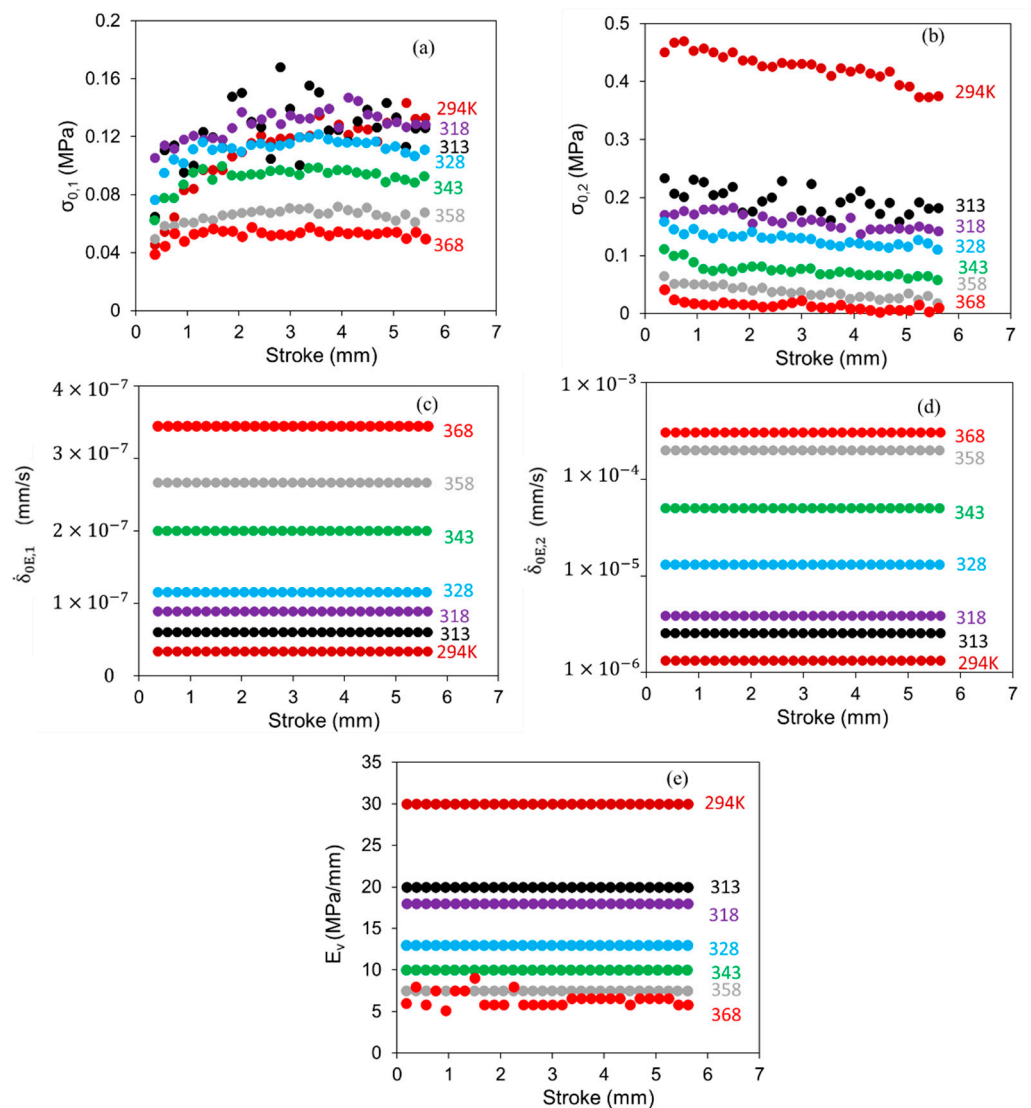 0.2
0.16
0.12
0.08
0.04
0
σ0,1 (MPa)
(a)
294K
318
313
328
343
358
368
0 1 2 3 4 5 6 7
Stroke (mm)
0.5
0.4
0.3
0.2
0.1
0
σ0,2 (MPa)
(b)
294K
313
318
328
343
358
368
0 1 2 3 4 5 6 7
Stroke (mm)
4 × 10⁻⁷
3 × 10⁻⁷
2 × 10⁻⁷
1 × 10⁻⁷
0
δ̇0E,1 (mm/s)
(c)
368
358
343
328
318
313
294K
0 1 2 3 4 5 6 7
Stroke (mm)
1 × 10⁻³
1 × 10⁻⁴
1 × 10⁻⁵
1 × 10⁻⁶
δ̇0E,2 (mm/s)
(d)
368
358
343
328
318
313
294K
0 1 2 3 4 5 6 7
Stroke (mm)
35
30
25
20
15
10
5
0
Ev (MPa/mm)
(e)
294K
313
318
328
343
358
368
0 1 2 3 4 5 6 7
Stroke (mm)